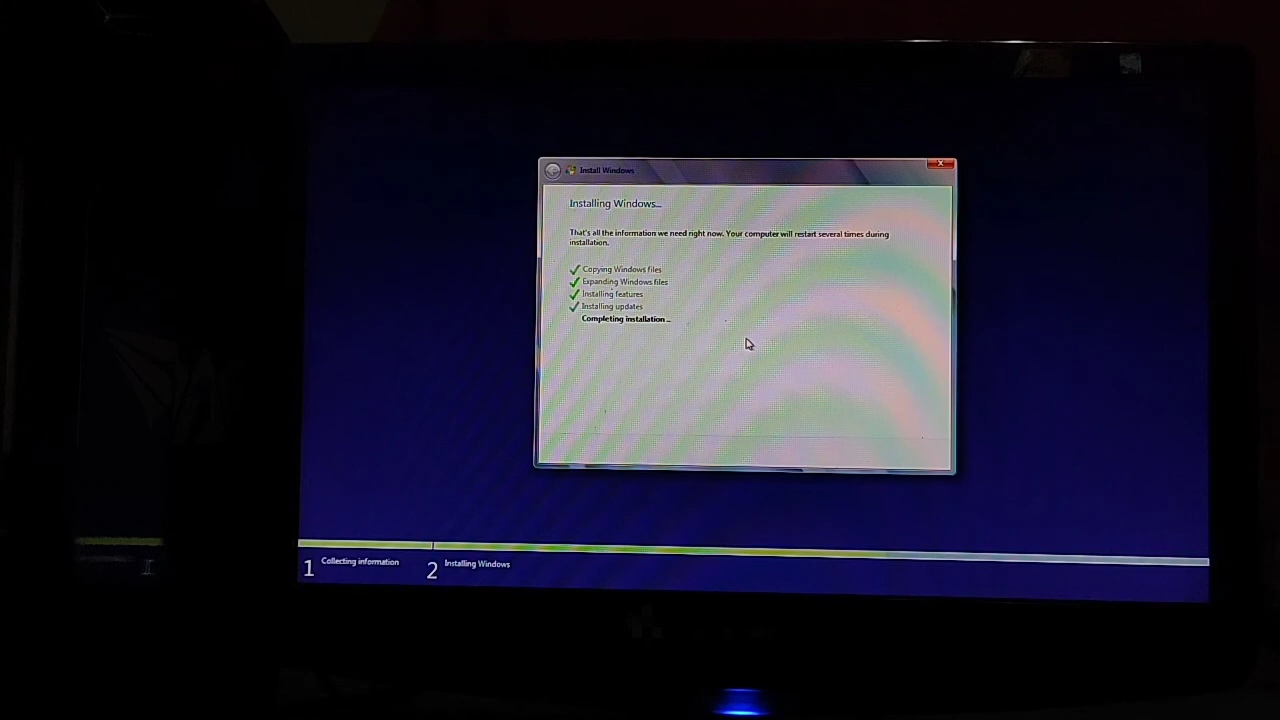 Install Windows
Installing Windows...
That's all the information we need right now. Your computer will restart several times during
installation.
Copying Windows files
Expanding Windows files
Installing features
Installing updates
Completing installation ...
1 Collecting information
2 Installing Windows